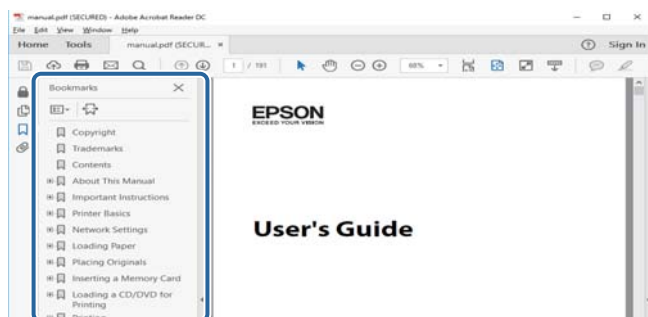 manual.pdf (SECURED) - Adobe Acrobat Reader DC
File Edit View Window Help
Home Tools manual.pdf (SECUR... × Sign In
1 / 191 60%
Bookmarks
Copyright
Trademarks
Contents
About This Manual
Important Instructions
Printer Basics
Network Settings
Loading Paper
Placing Originals
Inserting a Memory Card
Loading a CD/DVD for
Printing
Printing
EPSON
EXCEED YOUR VISION
User's Guide